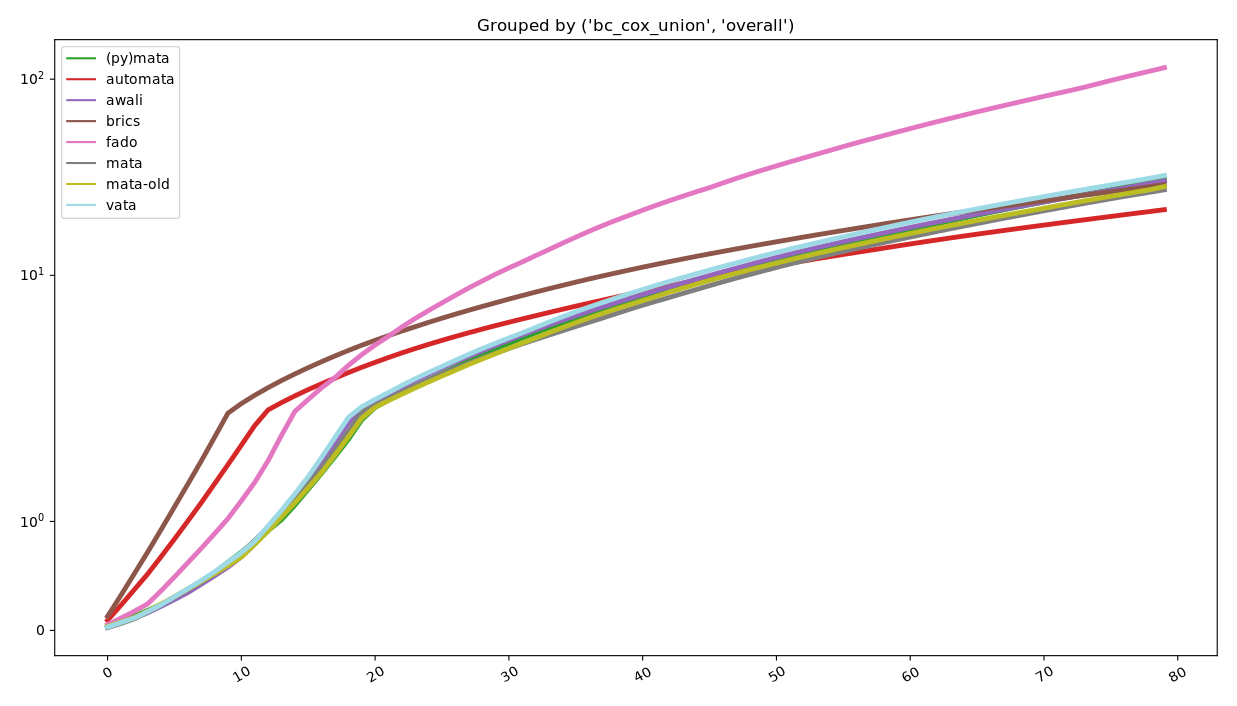 Grouped by ('bc_cox_union', 'overall')
(py)mata
automata
awali
brics
fado
mata
mata-old
vata
10²
10¹
10⁰
0
0 10 20 30 40 50 60 70 80